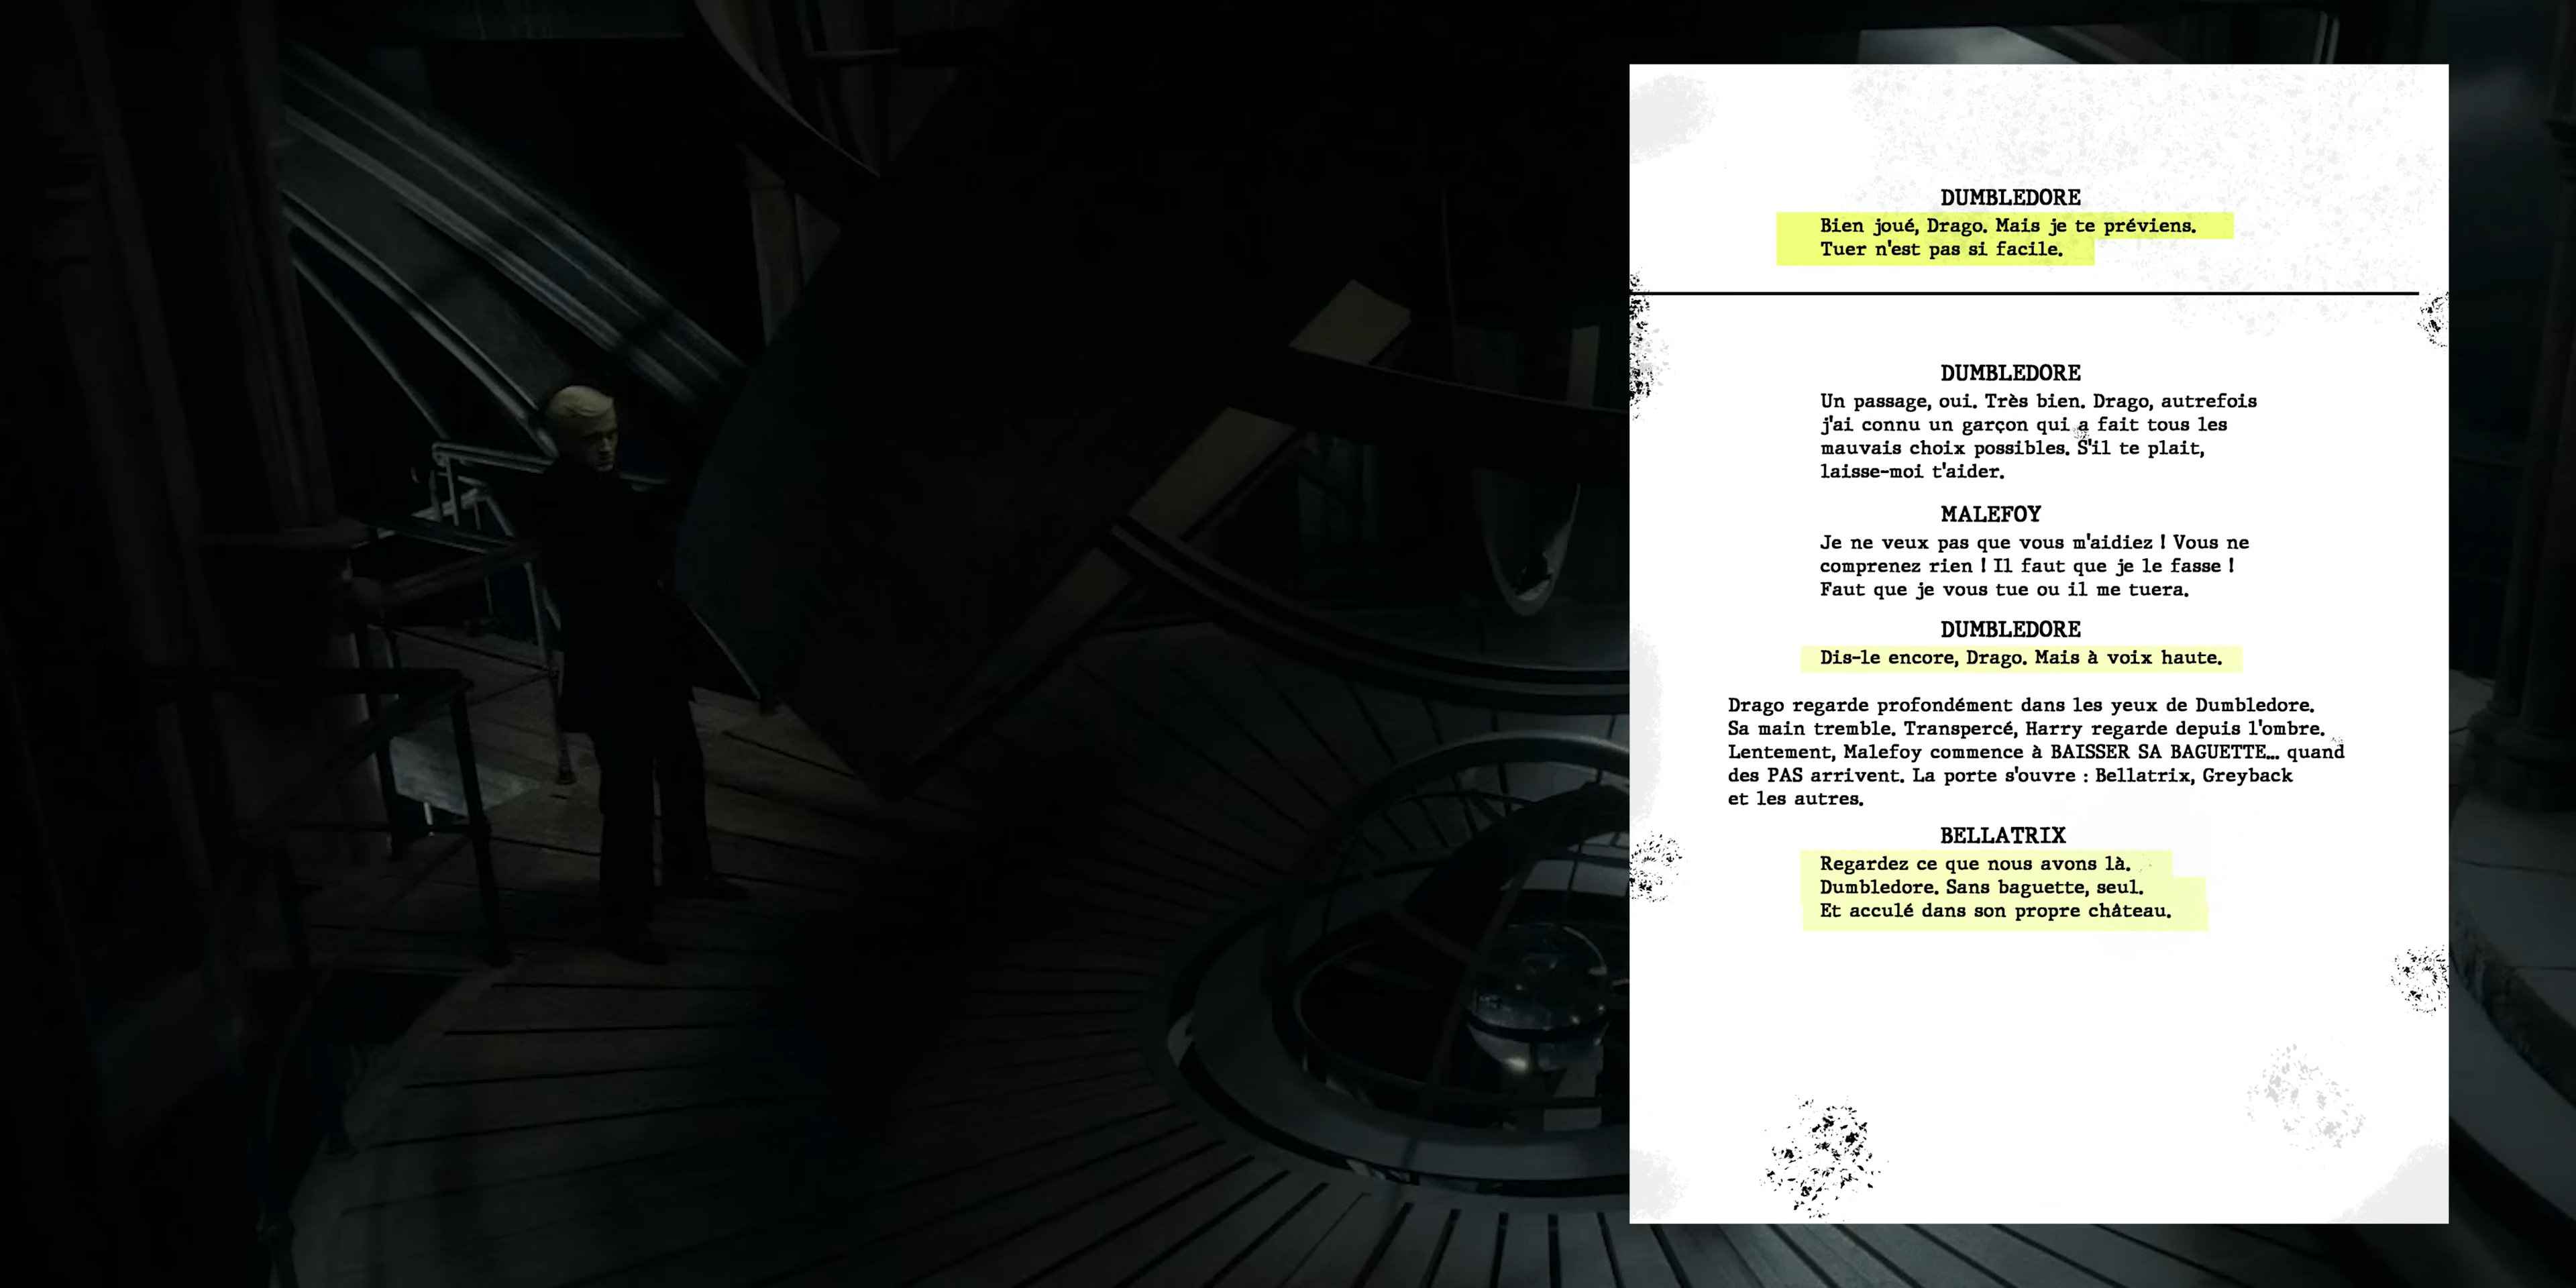 DUMBLEDORE
Bien joué, Drago. Mais je te préviens.
Tuer n'est pas si facile.
DUMBLEDORE
Un passage, oui. Très bien. Drago, autrefois
j'ai connu un garçon qui a fait tous les
mauvais choix possibles. S'il te plait,
laisse-moi t'aider.
MALEFOY
Je ne veux pas que vous m'aidiez ! Vous ne
comprenez rien ! Il faut que je le fasse !
Faut que je vous tue ou il me tuera.
DUMBLEDORE
Dis-le encore, Drago. Mais à voix haute.
Drago regarde profondément dans les yeux de Dumbledore.
Sa main tremble. Transpercé, Harry regarde depuis l'ombre.
Lentement, Malefoy commence à BAISSER SA BAGUETTE... quand
des PAS arrivent. La porte s'ouvre : Bellatrix, Greyback
et les autres.
BELLATRIX
Regardez ce que nous avons là.
Dumbledore. Sans baguette, seul.
Et acculé dans son propre château.